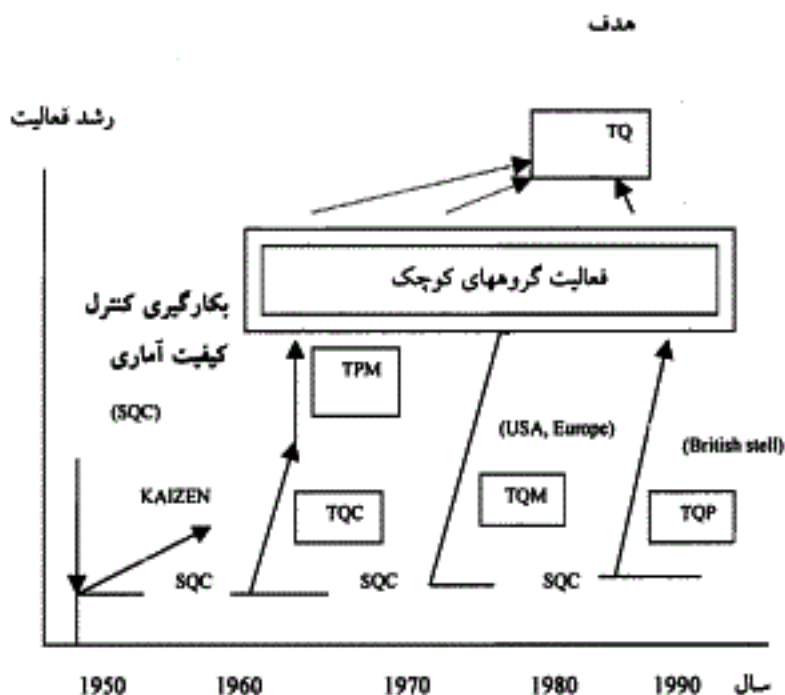 هدف
رشد فعالیت
TQ
فعالیت گروههای کوچک
بکارگیری کنترل
کیفیت آماری
(SQC)
TPM
(USA, Europe)
(British stell)
KAIZEN
TQC
TQM
TQP
SQC
SQC
SQC
1950 1960 1970 1980 1990 سال